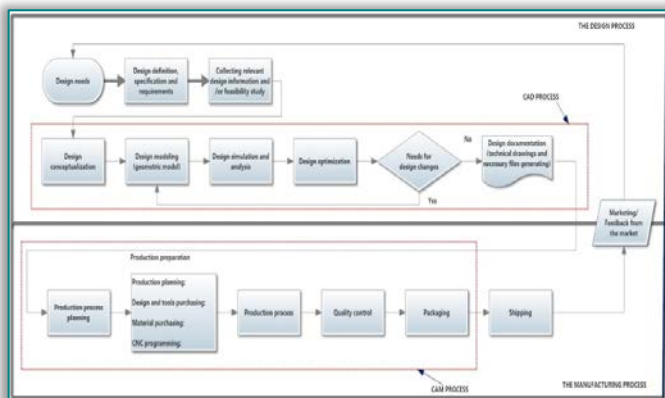 THE DESIGN PROCESS
Design needs
Design definition,
specification and
requirements
Collecting relevant
design information and
/or feasibility study
CAD PROCESS
Design
conceptualization
Design modeling
(geometric model)
Design simulation and
analysis
Design optimization
Needs for
design changes
No
Yes
Design documentation
/technical drawings and
necessary files generating)
Marketing/
Feedback from
the market
Production preparation
Production process
planning
Production planning:
Design and tools purchasing:
Material purchasing:
CNC programming:
Production process
Quality control
Packaging
Shipping
CAM PROCESS
THE MANUFACTURING PROCESS